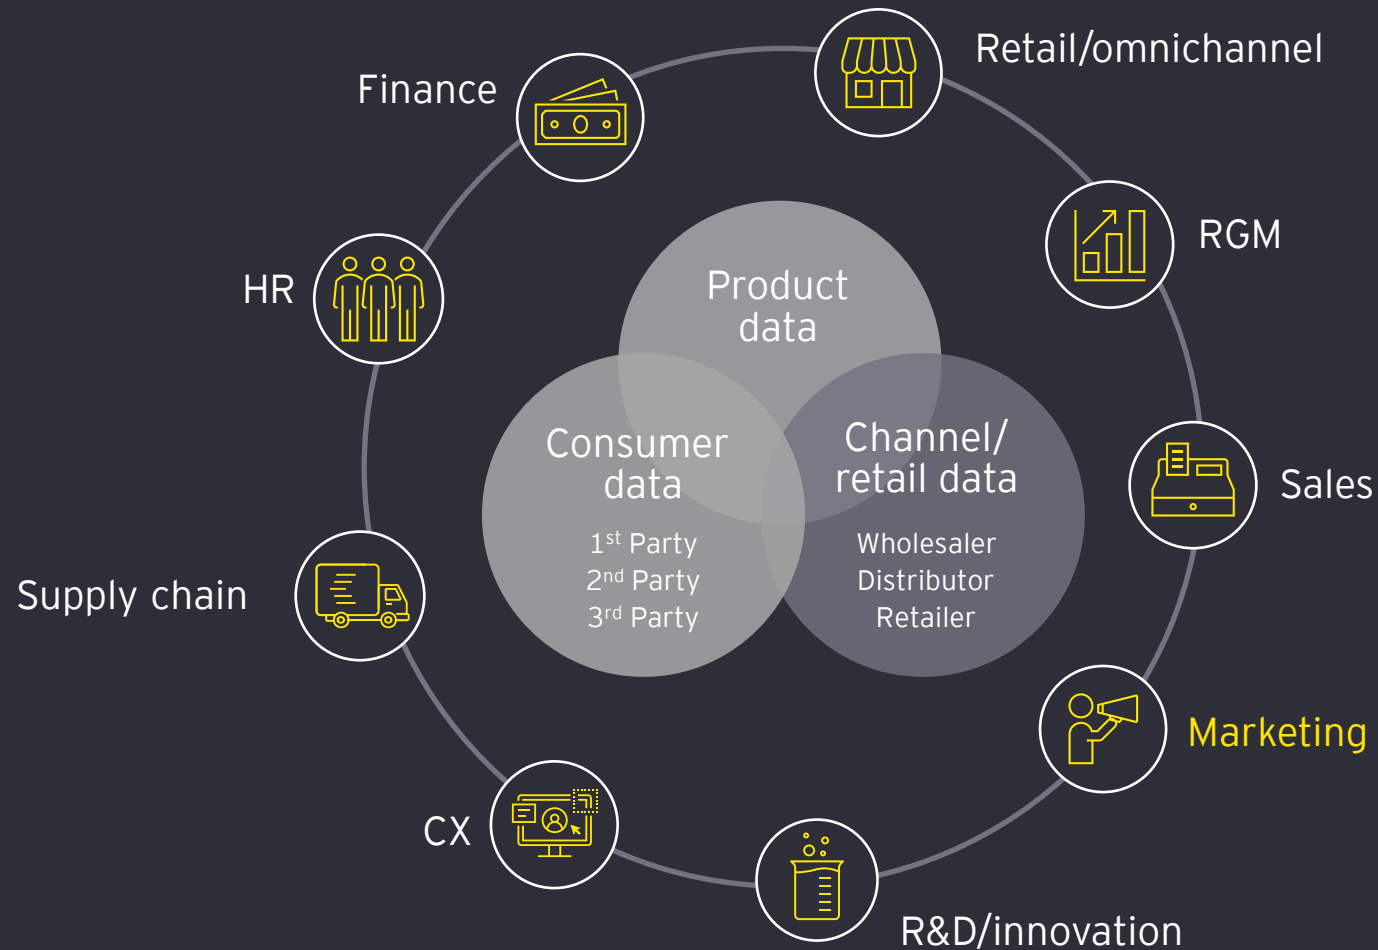 Retail/omnichannel
Finance
RGM
HR
Product
data
Consumer
data
1st Party
2nd Party
3rd Party
Channel/
retail data
Wholesaler
Distributor
Retailer
Sales
Supply chain
Marketing
CX
R&D/innovation